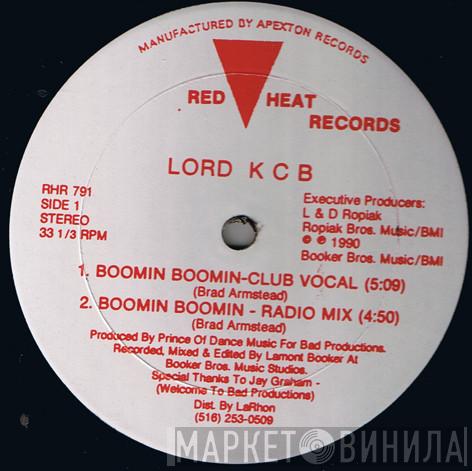 MANUFACTURED BY APEXTON RECORDS
RED HEAT
RECORDS
LORD K C B
RHR 791
SIDE 1
STEREO
33 1/3 RPM
Executive Producers:
L & D Ropiak
Ropiak Bros. Music/BMI
℗ © 1990
Booker Bros. Music/BMI
1. BOOMIN BOOMIN-CLUB VOCAL (5:09)
(Brad Armstead)
2. BOOMIN BOOMIN - RADIO MIX (4:50)
(Brad Armstead)
Produced By Prince Of Dance Music For Bad Productions.
Recorded, Mixed & Edited By Lamont Booker At
Booker Bros. Music Studios.
Special Thanks To Jay Graham -
(Welcome To Bad Productions)
Dist. By LaRhon
(516) 253-0509
МАРКЕТ ВИНИЛА